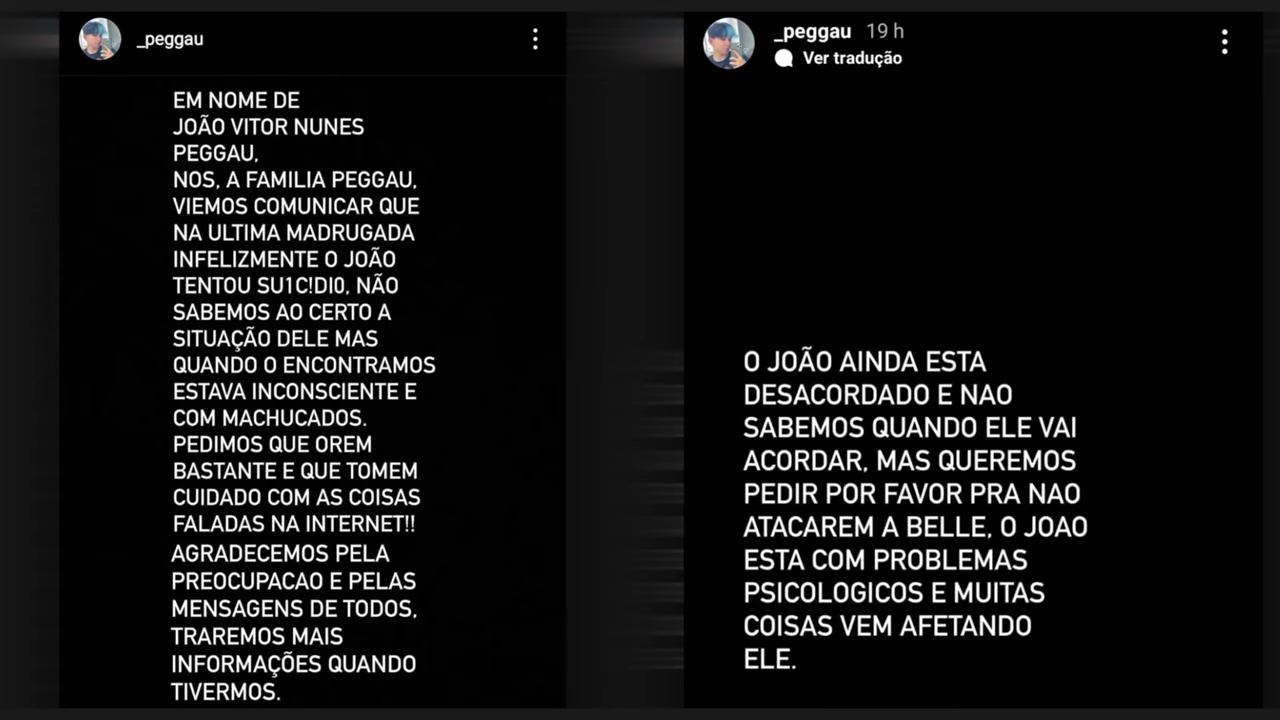 _peggau
EM NOME DE
JOÃO VITOR NUNES
PEGGAU,
NOS, A FAMILIA PEGGAU,
VIEMOS COMUNICAR QUE
NA ULTIMA MADRUGADA
INFELIZMENTE O JOÃO
TENTOU SU1C!DI0, NÃO
SABEMOS AO CERTO A
SITUAÇÃO DELE MAS
QUANDO O ENCONTRAMOS
ESTAVA INCONSCIENTE E
COM MACHUCADOS.
PEDIMOS QUE OREM
BASTANTE E QUE TOMEM
CUIDADO COM AS COISAS
FALADAS NA INTERNET!!
AGRADECEMOS PELA
PREOCUPACAO E PELAS
MENSAGENS DE TODOS,
TRAREMOS MAIS
INFORMAÇÕES QUANDO
TIVERMOS.
_peggau 19 h
Ver tradução
O JOÃO AINDA ESTA
DESACORDADO E NAO
SABEMOS QUANDO ELE VAI
ACORDAR, MAS QUEREMOS
PEDIR POR FAVOR PRA NAO
ATACAREM A BELLE, O JOAO
ESTA COM PROBLEMAS
PSICOLOGICOS E MUITAS
COISAS VEM AFETANDO
ELE.